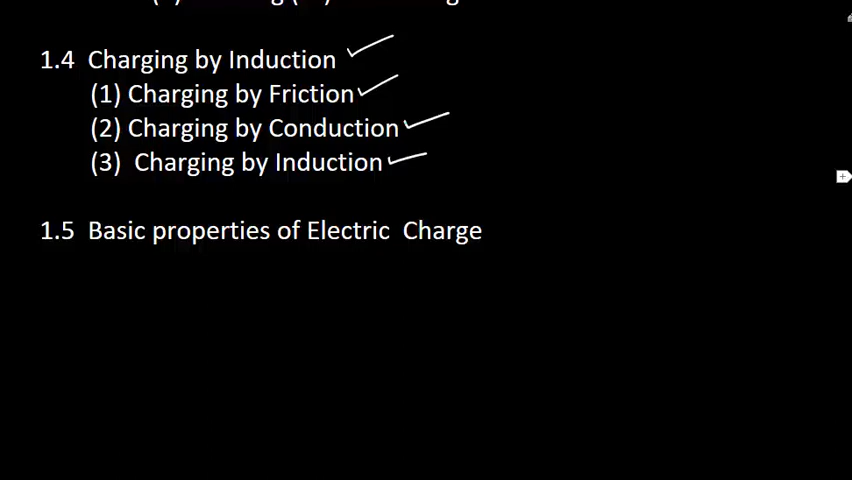 1.4 Charging by Induction
(1) Charging by Friction
(2) Charging by Conduction
(3) Charging by Induction
1.5 Basic properties of Electric Charge